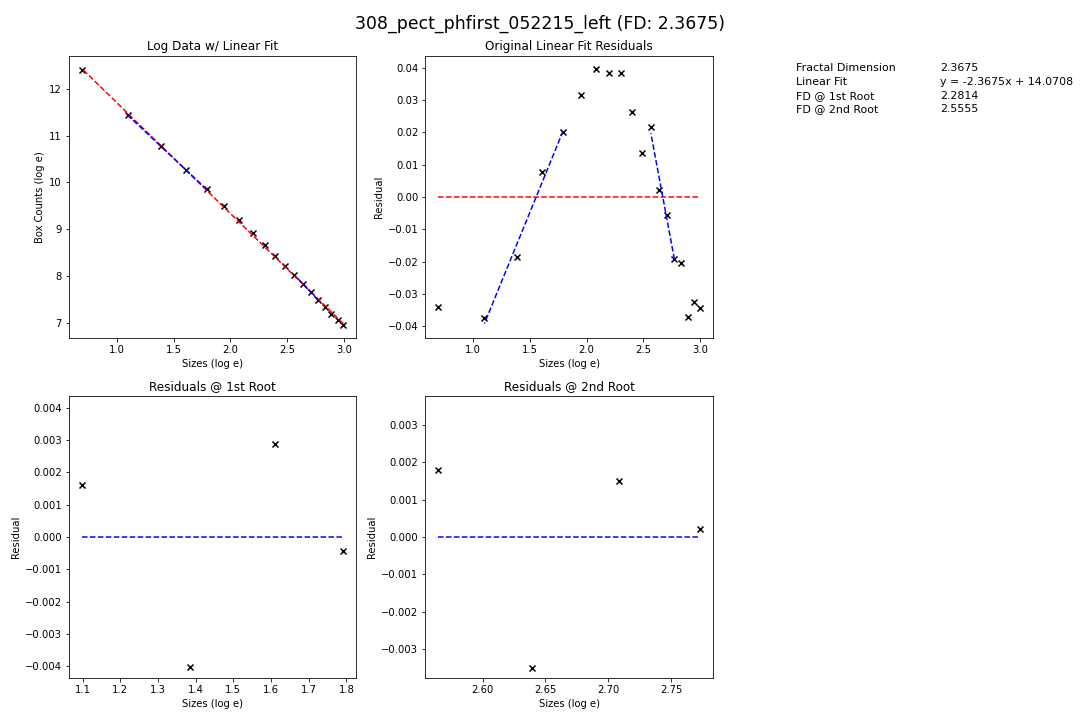 308_pect_phfirst_052215_left (FD: 2.3675)
Log Data w/ Linear Fit
Box Counts (log e)
12
11
10
9
8
7
1.0 1.5 2.0 2.5 3.0
Sizes (log e)
Original Linear Fit Residuals
Residual
0.04
0.03
0.02
0.01
0.00
−0.01
−0.02
−0.03
−0.04
1.0 1.5 2.0 2.5 3.0
Sizes (log e)
Fractal Dimension 2.3675
Linear Fit y = -2.3675x + 14.0708
FD @ 1st Root 2.2814
FD @ 2nd Root 2.5555
Residuals @ 1st Root
Residual
0.004
0.003
0.002
0.001
0.000
−0.001
−0.002
−0.003
−0.004
1.1 1.2 1.3 1.4 1.5 1.6 1.7 1.8
Sizes (log e)
Residuals @ 2nd Root
Residual
0.003
0.002
0.001
0.000
−0.001
−0.002
−0.003
2.60 2.65 2.70 2.75
Sizes (log e)